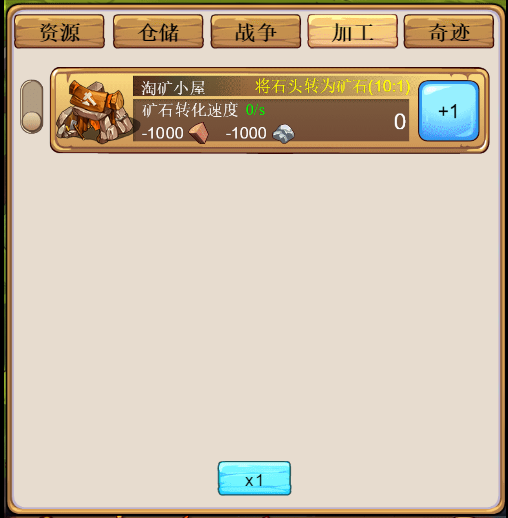 资源 仓储 战争 加工 奇迹
淘矿小屋 将石头转为矿石(10:1)
矿石转化速度 0/s
-1000 -1000 0
+1
x1